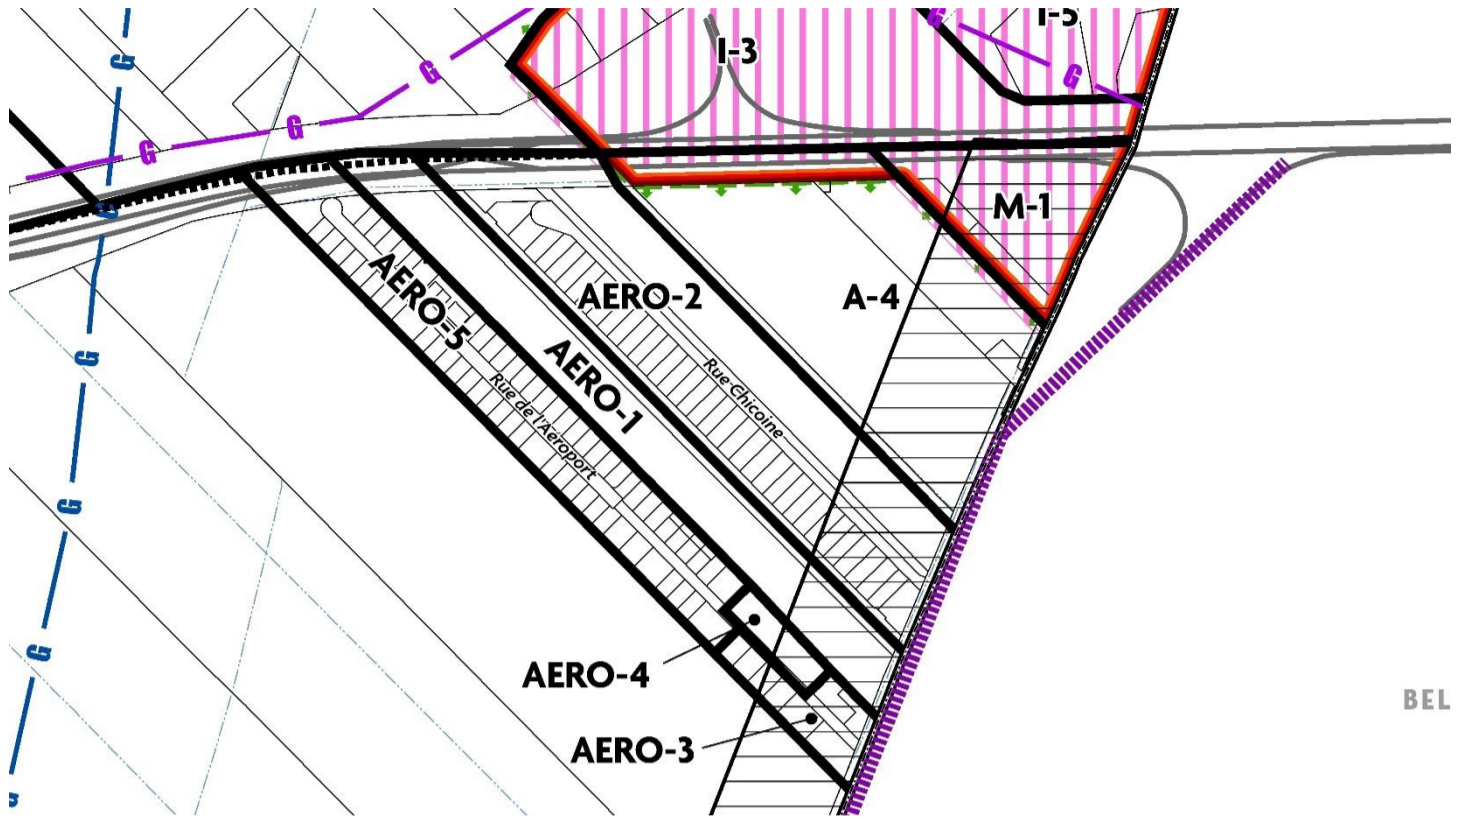 I-5
G
I-3
G
G
G
G
G
M-1
G
AERO-5
AERO-2
A-4
G
AERO-1
Rue Chicoine
Rue de l'Aéroport
G
G
AERO-4
BEL
AERO-3
G